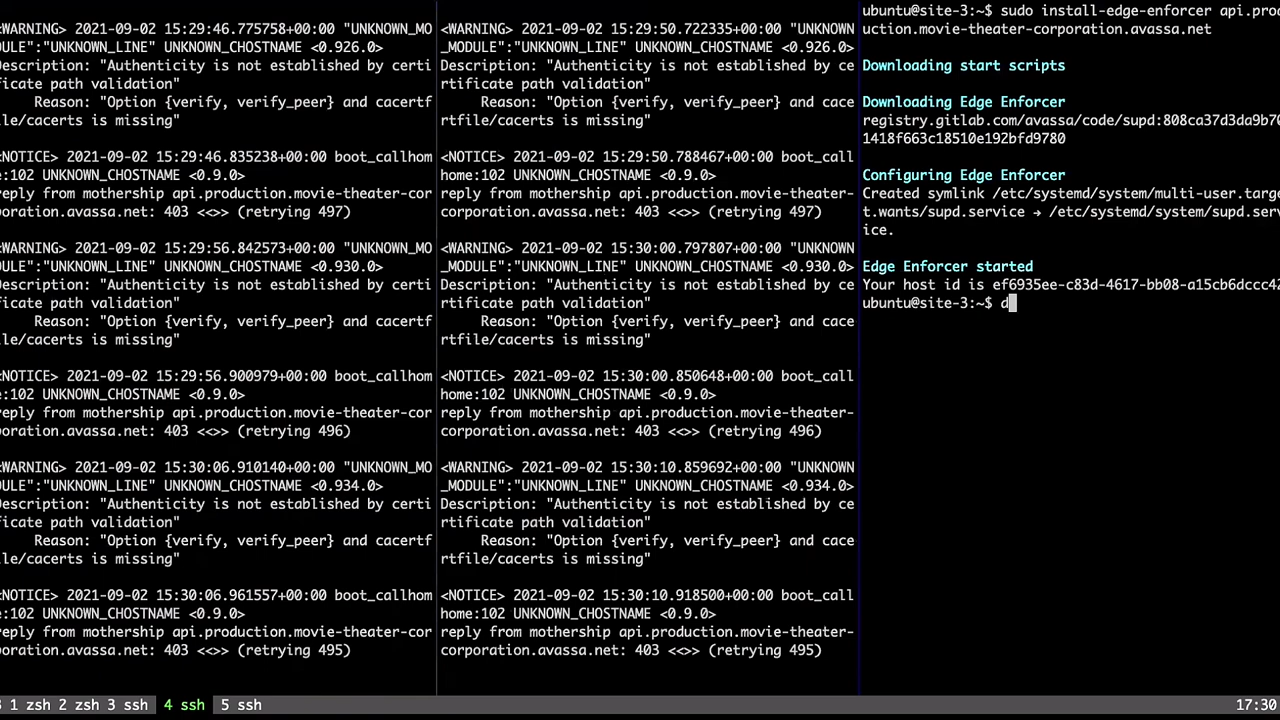 <WARNING> 2021-09-02 15:29:46.775758+00:00 "UNKNOWN_MO
DULE":"UNKNOWN_LINE" UNKNOWN_CHOSTNAME <0.926.0>
Description: "Authenticity is not established by certi
ficate path validation"
Reason: "Option {verify, verify_peer} and cacertf
ile/cacerts is missing"
<NOTICE> 2021-09-02 15:29:46.835238+00:00 boot_callhom
e:102 UNKNOWN_CHOSTNAME <0.9.0>
reply from mothership api.production.movie-theater-cor
poration.avassa.net: 403 <<>> (retrying 497)
<WARNING> 2021-09-02 15:29:56.842573+00:00 "UNKNOWN_MO
DULE":"UNKNOWN_LINE" UNKNOWN_CHOSTNAME <0.930.0>
Description: "Authenticity is not established by certi
ficate path validation"
Reason: "Option {verify, verify_peer} and cacertf
ile/cacerts is missing"
<NOTICE> 2021-09-02 15:29:56.900979+00:00 boot_callhom
e:102 UNKNOWN_CHOSTNAME <0.9.0>
reply from mothership api.production.movie-theater-cor
poration.avassa.net: 403 <<>> (retrying 496)
<WARNING> 2021-09-02 15:30:06.910140+00:00 "UNKNOWN_MO
DULE":"UNKNOWN_LINE" UNKNOWN_CHOSTNAME <0.934.0>
Description: "Authenticity is not established by certi
ficate path validation"
Reason: "Option {verify, verify_peer} and cacertf
ile/cacerts is missing"
<NOTICE> 2021-09-02 15:30:06.961557+00:00 boot_callhom
e:102 UNKNOWN_CHOSTNAME <0.9.0>
reply from mothership api.production.movie-theater-cor
poration.avassa.net: 403 <<>> (retrying 495)
<WARNING> 2021-09-02 15:29:50.722335+00:00 "UNKNOWN
_MODULE":"UNKNOWN_LINE" UNKNOWN_CHOSTNAME <0.926.0>
Description: "Authenticity is not established by ce
rtificate path validation"
Reason: "Option {verify, verify_peer} and cace
rtfile/cacerts is missing"
<NOTICE> 2021-09-02 15:29:50.788467+00:00 boot_call
home:102 UNKNOWN_CHOSTNAME <0.9.0>
reply from mothership api.production.movie-theater-
corporation.avassa.net: 403 <<>> (retrying 497)
<WARNING> 2021-09-02 15:30:00.797807+00:00 "UNKNOWN
_MODULE":"UNKNOWN_LINE" UNKNOWN_CHOSTNAME <0.930.0>
Description: "Authenticity is not established by ce
rtificate path validation"
Reason: "Option {verify, verify_peer} and cace
rtfile/cacerts is missing"
<NOTICE> 2021-09-02 15:30:00.850648+00:00 boot_call
home:102 UNKNOWN_CHOSTNAME <0.9.0>
reply from mothership api.production.movie-theater-
corporation.avassa.net: 403 <<>> (retrying 496)
<WARNING> 2021-09-02 15:30:10.859692+00:00 "UNKNOWN
_MODULE":"UNKNOWN_LINE" UNKNOWN_CHOSTNAME <0.934.0>
Description: "Authenticity is not established by ce
rtificate path validation"
Reason: "Option {verify, verify_peer} and cace
rtfile/cacerts is missing"
<NOTICE> 2021-09-02 15:30:10.918500+00:00 boot_call
home:102 UNKNOWN_CHOSTNAME <0.9.0>
reply from mothership api.production.movie-theater-
corporation.avassa.net: 403 <<>> (retrying 495)
ubuntu@site-3:~$ sudo install-edge-enforcer api.prod
uction.movie-theater-corporation.avassa.net
Downloading start scripts
Downloading Edge Enforcer
registry.gitlab.com/avassa/code/supd:808ca37d3da9b70
1418f663c18510e192bfd9780
Configuring Edge Enforcer
Created symlink /etc/systemd/system/multi-user.targe
t.wants/supd.service → /etc/systemd/system/supd.serv
ice.
Edge Enforcer started
Your host id is ef6935ee-c83d-4617-bb08-a15cb6dccc42
ubuntu@site-3:~$ d
1 zsh 2 zsh 3 ssh 4 ssh 5 ssh 17:30